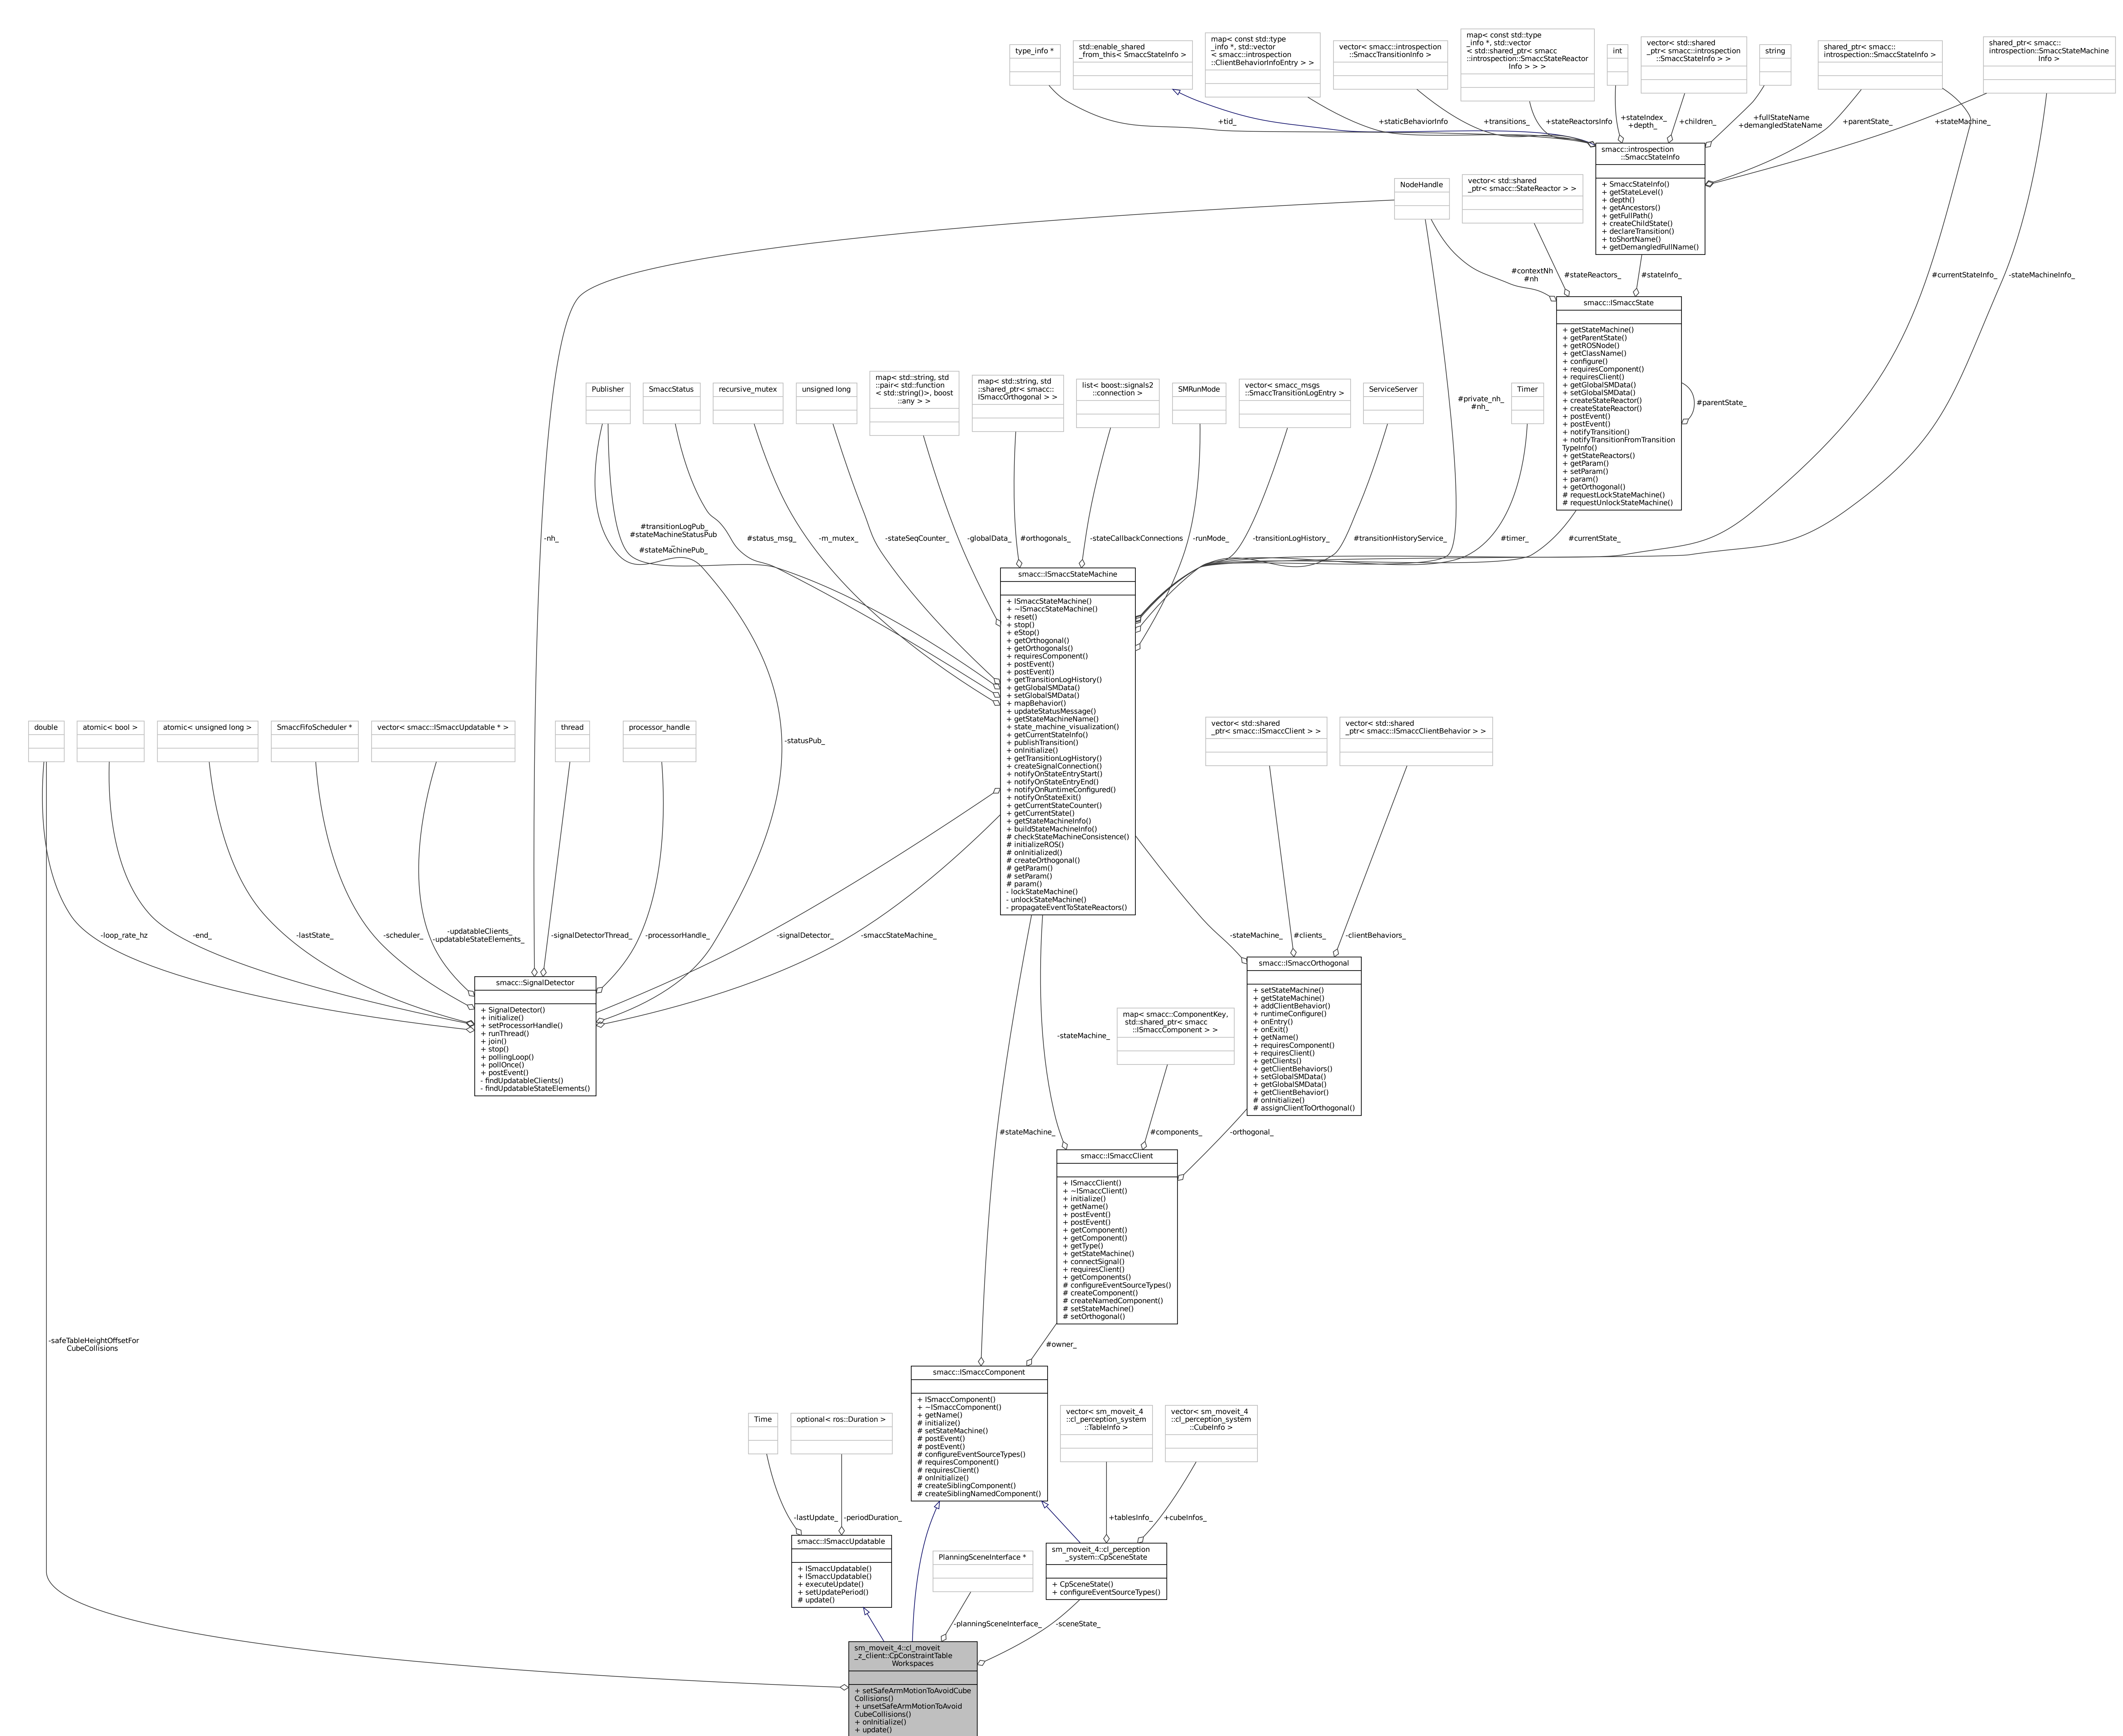 type_info *
std::enable_shared
_from_this< SmaccStateInfo >
map< const std::type
_info *, std::vector
< smacc::introspection
::ClientBehaviorInfoEntry > >
vector< smacc::introspection
::SmaccTransitionInfo >
map< const std::type
_info *, std::vector
< std::shared_ptr< smacc
::introspection::SmaccStateReactor
Info > > >
int
vector< std::shared
_ptr< smacc::introspection
::SmaccStateInfo > >
string
shared_ptr< smacc::
introspection::SmaccStateInfo >
shared_ptr< smacc::
introspection::SmaccStateMachine
Info >
+tid_
+staticBehaviorInfo
+transitions_
+stateReactorsInfo
+stateIndex_
+depth_
+children_
+fullStateName
+demangledStateName
+parentState_
+stateMachine_
smacc::introspection
::SmaccStateInfo
+ SmaccStateInfo()
+ getStateLevel()
+ depth()
+ getAncestors()
+ getFullPath()
+ createChildState()
+ declareTransition()
+ toShortName()
+ getDemangledFullName()
NodeHandle
vector< std::shared
_ptr< smacc::StateReactor > >
#contextNh
#nh
#stateReactors_
#stateInfo_
#currentStateInfo_
-stateMachineInfo_
smacc::ISmaccState
+ getStateMachine()
+ getParentState()
+ getROSNode()
+ getClassName()
+ configure()
+ requiresComponent()
+ requiresClient()
+ getGlobalSMData()
+ setGlobalSMData()
+ createStateReactor()
+ createStateReactor()
+ postEvent()
+ postEvent()
+ notifyTransition()
+ notifyTransitionFromTransition
TypeInfo()
+ getStateReactors()
+ getParam()
+ setParam()
+ param()
+ getOrthogonal()
# requestLockStateMachine()
# requestUnlockStateMachine()
#parentState_
Publisher
SmaccStatus
recursive_mutex
unsigned long
map< std::string, std
::pair< std::function
< std::string()>, boost
::any > >
map< std::string, std
::shared_ptr< smacc::
ISmaccOrthogonal > >
list< boost::signals2
::connection >
SMRunMode
vector< smacc_msgs
::SmaccTransitionLogEntry >
ServiceServer
#private_nh_
#nh_
Timer
-nh_
#transitionLogPub_
#stateMachineStatusPub
_
#stateMachinePub_
#status_msg_
-m_mutex_
-stateSeqCounter_
-globalData_
#orthogonals_
-stateCallbackConnections
-runMode_
-transitionLogHistory_
#transitionHistoryService_
#timer_
#currentState_
smacc::ISmaccStateMachine
+ ISmaccStateMachine()
+ ~ISmaccStateMachine()
+ reset()
+ stop()
+ eStop()
+ getOrthogonal()
+ getOrthogonals()
+ requiresComponent()
+ postEvent()
+ postEvent()
+ getTransitionLogHistory()
+ getGlobalSMData()
+ setGlobalSMData()
+ mapBehavior()
+ updateStatusMessage()
+ getStateMachineName()
+ state_machine_visualization()
+ getCurrentStateInfo()
+ publishTransition()
+ onInitialize()
+ getTransitionLogHistory()
+ createSignalConnection()
+ notifyOnStateEntryStart()
+ notifyOnStateEntryEnd()
+ notifyOnRuntimeConfigured()
+ notifyOnStateExit()
+ getCurrentStateCounter()
+ getCurrentState()
+ getStateMachineInfo()
+ buildStateMachineInfo()
# checkStateMachineConsistence()
# initializeROS()
# onInitialized()
# createOrthogonal()
# getParam()
# setParam()
# param()
- lockStateMachine()
- unlockStateMachine()
- propagateEventToStateReactors()
double
atomic< bool >
atomic< unsigned long >
SmaccFifoScheduler *
vector< smacc::ISmaccUpdatable * >
thread
processor_handle
-statusPub_
vector< std::shared
_ptr< smacc::ISmaccClient > >
vector< std::shared
_ptr< smacc::ISmaccClientBehavior > >
-loop_rate_hz
-end_
-lastState_
-scheduler_
-updatableClients_
-updatableStateElements_
-signalDetectorThread_
-processorHandle_
-signalDetector_
-smaccStateMachine_
-stateMachine_
#clients_
-clientBehaviors_
smacc::SignalDetector
+ SignalDetector()
+ initialize()
+ setProcessorHandle()
+ runThread()
+ join()
+ stop()
+ pollingLoop()
+ pollOnce()
+ postEvent()
- findUpdatableClients()
- findUpdatableStateElements()
smacc::ISmaccOrthogonal
+ setStateMachine()
+ getStateMachine()
+ addClientBehavior()
+ runtimeConfigure()
+ onEntry()
+ onExit()
+ getName()
+ requiresComponent()
+ requiresClient()
+ getClients()
+ getClientBehaviors()
+ setGlobalSMData()
+ getGlobalSMData()
+ getClientBehavior()
# onInitialize()
# assignClientToOrthogonal()
map< smacc::ComponentKey,
std::shared_ptr< smacc
::ISmaccComponent > >
-stateMachine_
#stateMachine_
#components_
-orthogonal_
smacc::ISmaccClient
+ ISmaccClient()
+ ~ISmaccClient()
+ initialize()
+ getName()
+ postEvent()
+ postEvent()
+ getComponent()
+ getComponent()
+ getType()
+ getStateMachine()
+ connectSignal()
+ requiresClient()
+ getComponents()
# configureEventSourceTypes()
# createComponent()
# createNamedComponent()
# setStateMachine()
# setOrthogonal()
-safeTableHeightOffsetFor
CubeCollisions
#owner_
smacc::ISmaccComponent
+ ISmaccComponent()
+ ~ISmaccComponent()
+ getName()
# initialize()
# setStateMachine()
# postEvent()
# postEvent()
# configureEventSourceTypes()
# requiresComponent()
# requiresClient()
# onInitialize()
# createSiblingComponent()
# createSiblingNamedComponent()
Time
optional< ros::Duration >
vector< sm_moveit_4
::cl_perception_system
::TableInfo >
vector< sm_moveit_4
::cl_perception_system
::CubeInfo >
-lastUpdate_
-periodDuration_
+tablesInfo_
+cubeInfos_
smacc::ISmaccUpdatable
+ ISmaccUpdatable()
+ ISmaccUpdatable()
+ executeUpdate()
+ setUpdatePeriod()
# update()
PlanningSceneInterface *
sm_moveit_4::cl_perception
_system::CpSceneState
+ CpSceneState()
+ configureEventSourceTypes()
-planningSceneInterface_
-sceneState_
sm_moveit_4::cl_moveit
_z_client::CpConstraintTable
Workspaces
+ setSafeArmMotionToAvoidCube
Collisions()
+ unsetSafeArmMotionToAvoid
CubeCollisions()
+ onInitialize()
+ update()